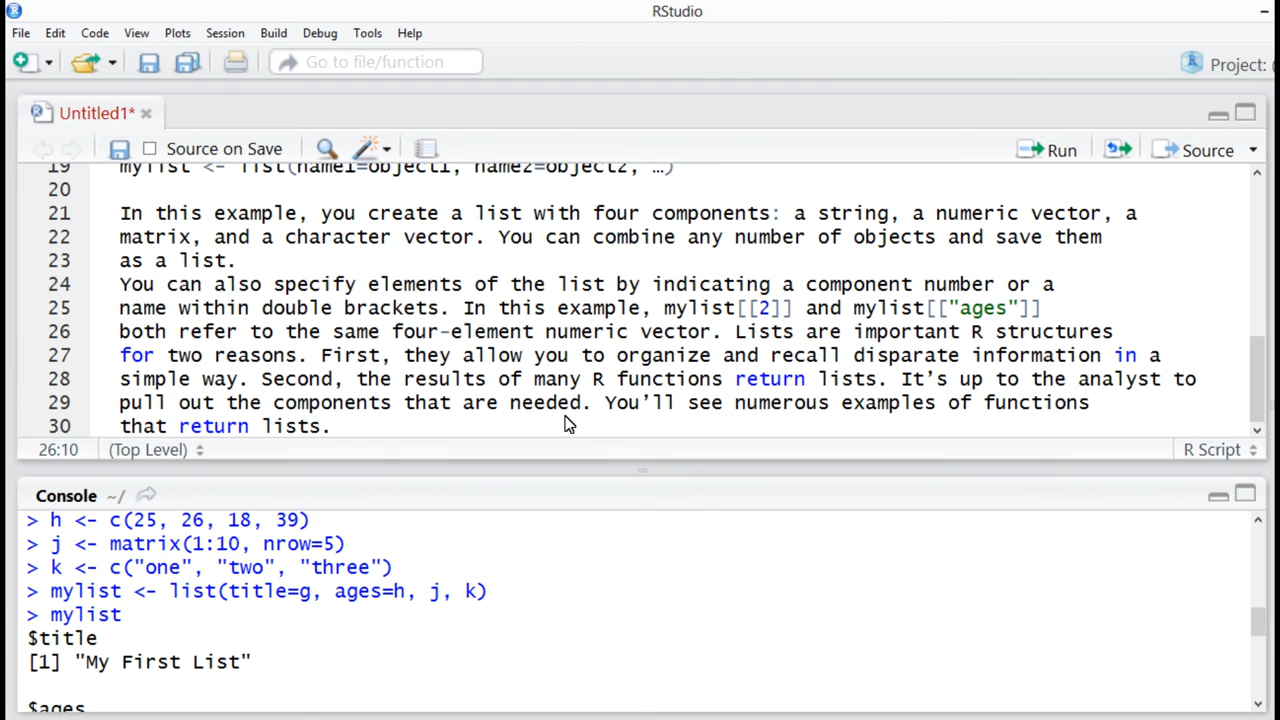 RStudio
File Edit Code View Plots Session Build Debug Tools Help
Go to file/function
Project: (
Untitled1*
Source on Save
Run
Source
19 mylist <- list(name1=object1, name2=object2, …)
20
21 In this example, you create a list with four components: a string, a numeric vector, a
22 matrix, and a character vector. You can combine any number of objects and save them
23 as a list.
24 You can also specify elements of the list by indicating a component number or a
25 name within double brackets. In this example, mylist[[2]] and mylist[["ages"]]
26 both refer to the same four-element numeric vector. Lists are important R structures
27 for two reasons. First, they allow you to organize and recall disparate information in a
28 simple way. Second, the results of many R functions return lists. It’s up to the analyst to
29 pull out the components that are needed. You’ll see numerous examples of functions
30 that return lists.
26:10 (Top Level) R Script
Console ~/
> h <- c(25, 26, 18, 39)
> j <- matrix(1:10, nrow=5)
> k <- c("one", "two", "three")
> mylist <- list(title=g, ages=h, j, k)
> mylist
$title
[1] "My First List"
$ages